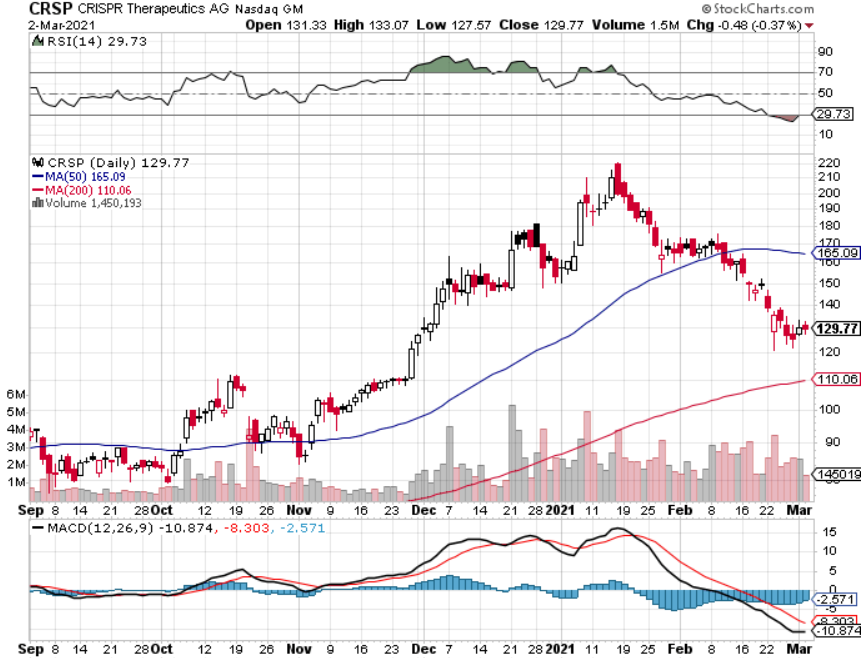 CRSP CRISPR Therapeutics AG Nasdaq GM © StockCharts.com
2-Mar-2021 Open 131.33 High 133.07 Low 127.57 Close 129.77 Volume 1.5M Chg -0.48 (-0.37%)
RSI(14) 29.73
90
70
50
29.73
10
CRSP (Daily) 129.77
MA(50) 165.09
MA(200) 110.06
Volume 1,450,193
220
210
200
190
180
170
165.09
160
150
140
129.77
120
110.06
100
90
145019
6M
5M
4M
3M
2M
1M
Sep 8 14 21 28 Oct 12 19 26 Nov 9 16 23 Dec 7 14 21 28 2021 11 19 25 Feb 8 16 22 Mar
MACD(12,26,9) -10.874, -8.303, -2.571
15
10
5
0
-2.571
-5
-8.303
-10.874
Sep 8 14 21 28 Oct 12 19 26 Nov 9 16 23 Dec 7 14 21 28 2021 11 19 25 Feb 8 16 22 Mar